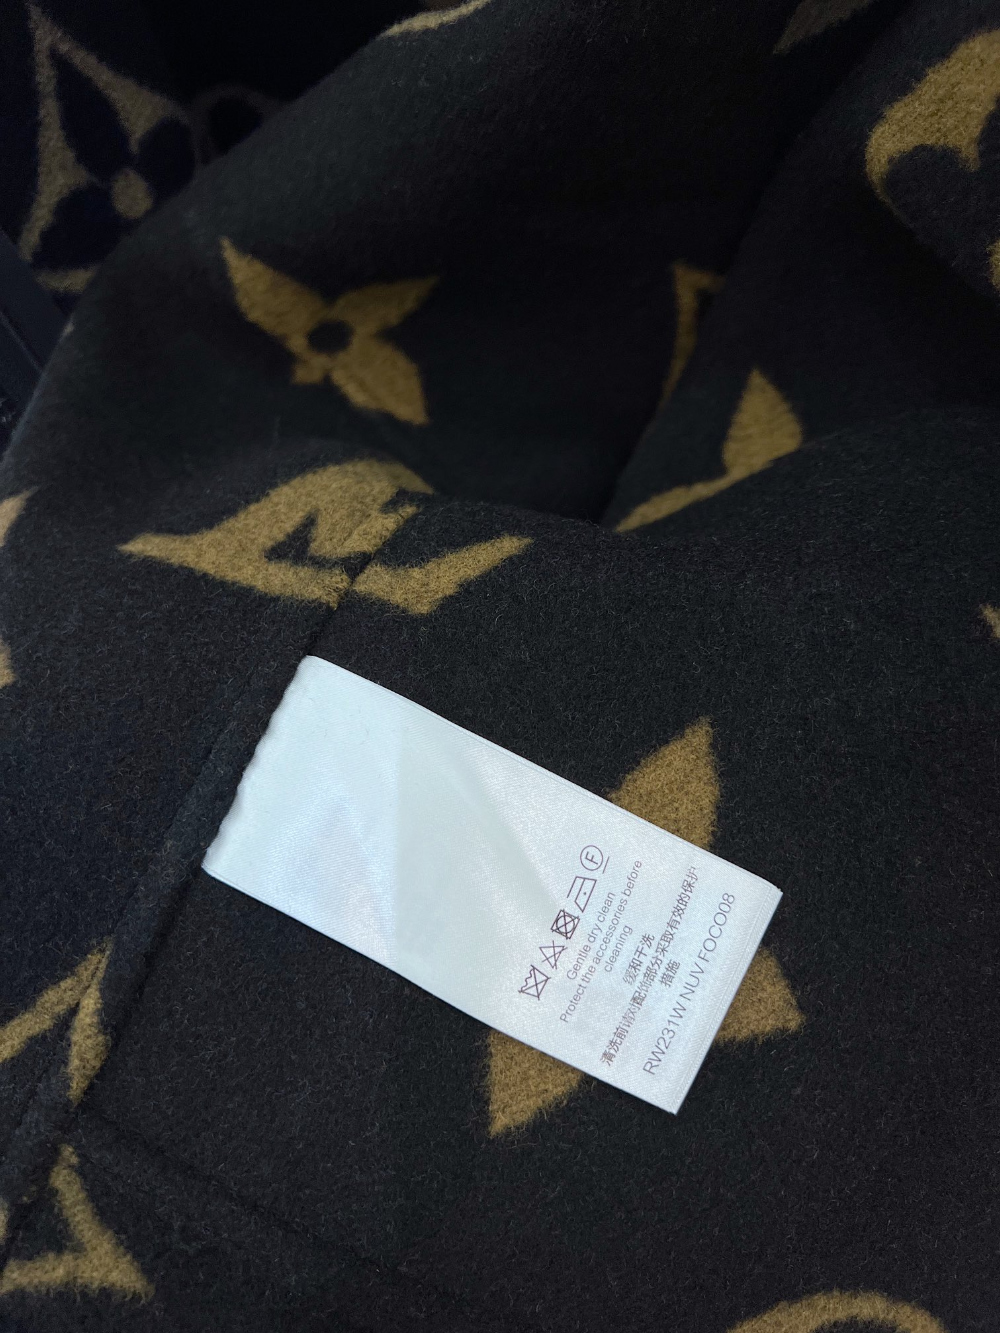 F
Gentle dry clean
Protect the accessories before
cleaning
缓和干洗
清洗前请对配饰部分采取有效的保护
措施
RW231W NUV FOCO08